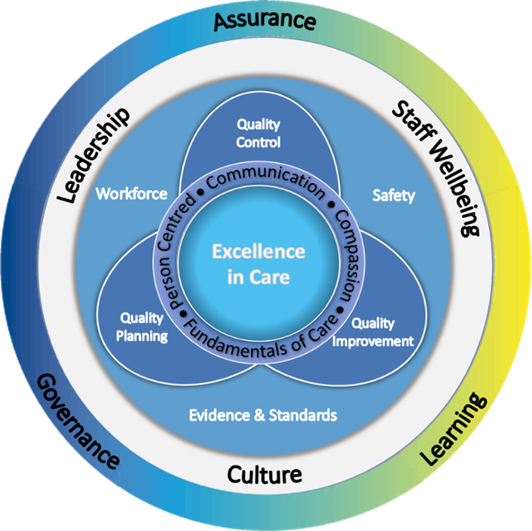 Assurance
Leadership
Staff Wellbeing
Quality
Control
Workforce
Safety
Person Centred • Communication • Compassion • Fundamentals of Care •
Excellence
in Care
Quality
Planning
Quality
Improvement
Evidence & Standards
Governance
Learning
Culture